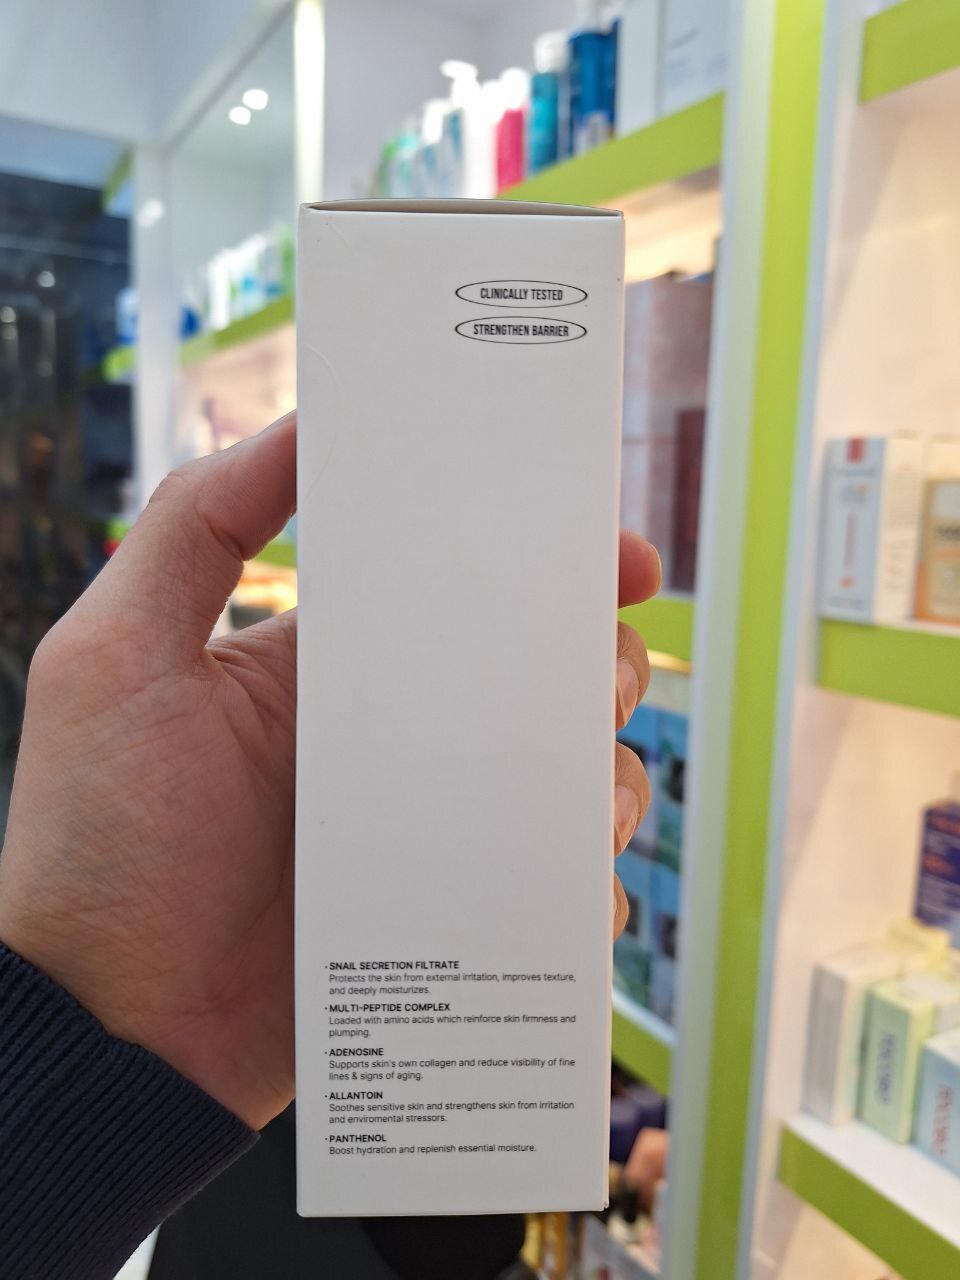 CLINICALLY TESTED
STRENGTHEN BARRIER
· SNAIL SECRETION FILTRATE
Protects the skin from external irritation, improves texture,
and deeply moisturizes.
· MULTI-PEPTIDE COMPLEX
Loaded with amino acids which reinforce skin firmness and
plumping.
· ADENOSINE
Supports skin's own collagen and reduce visibility of fine
lines & signs of aging.
· ALLANTOIN
Soothes sensitive skin and strengthens skin from irritation
and enviromental stressors.
· PANTHENOL
Boost hydration and replenish essential moisture.